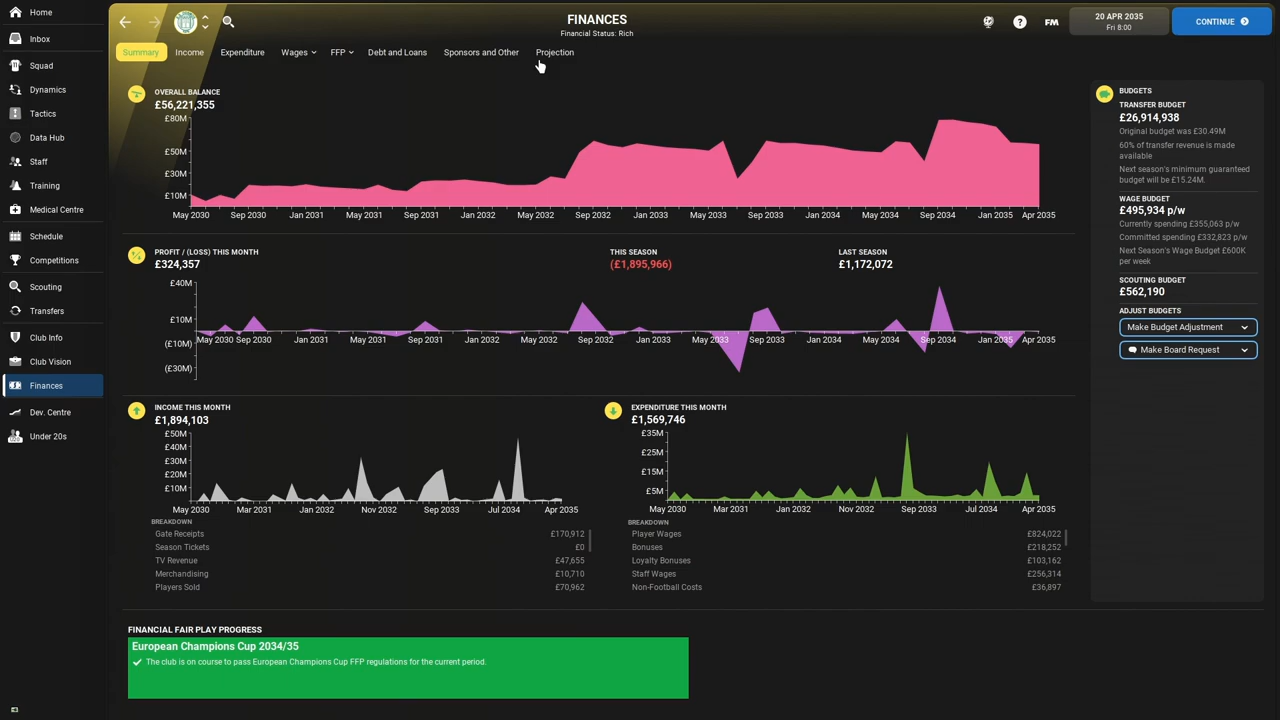 Home
Inbox
Squad
Dynamics
Tactics
Data Hub
Staff
Training
Medical Centre
Schedule
Competitions
Scouting
Transfers
Club Info
Club Vision
Finances
Dev. Centre
Under 20s
FINANCES
Financial Status: Rich
FM
20 APR 2035
Fri 8:00
CONTINUE
Summary
Income
Expenditure
Wages
FFP
Debt and Loans
Sponsors and Other
Projection
OVERALL BALANCE
£56,221,355
£80M
£50M
£30M
£10M
May 2030 Sep 2030 Jan 2031 May 2031 Sep 2031 Jan 2032 May 2032 Sep 2032 Jan 2033 May 2033 Sep 2033 Jan 2034 May 2034 Sep 2034 Jan 2035 Apr 2035
PROFIT / (LOSS) THIS MONTH
£324,357
THIS SEASON
(£1,895,966)
LAST SEASON
£1,172,072
£40M
£10M
(£10M)
(£30M)
May 2030 Sep 2030 Jan 2031 May 2031 Sep 2031 Jan 2032 May 2032 Sep 2032 Jan 2033 May 2033 Sep 2033 Jan 2034 May 2034 Sep 2034 Jan 2035 Apr 2035
INCOME THIS MONTH
£1,894,103
£50M
£40M
£30M
£20M
£10M
May 2030 Mar 2031 Jan 2032 Nov 2032 Sep 2033 Jul 2034 Apr 2035
BREAKDOWN
Gate Receipts £170,912
Season Tickets £0
TV Revenue £47,655
Merchandising £10,710
Players Sold £70,962
EXPENDITURE THIS MONTH
£1,569,746
£35M
£25M
£15M
£5M
May 2030 Mar 2031 Jan 2032 Nov 2032 Sep 2033 Jul 2034 Apr 2035
BREAKDOWN
Player Wages £824,022
Bonuses £218,252
Loyalty Bonuses £103,162
Staff Wages £256,314
Non-Football Costs £36,897
FINANCIAL FAIR PLAY PROGRESS
European Champions Cup 2034/35
The club is on course to pass European Champions Cup FFP regulations for the current period.
BUDGETS
TRANSFER BUDGET
£26,914,938
Original budget was £30.49M
60% of transfer revenue is made
available
Next season's minimum guaranteed
budget will be £15.24M.
WAGE BUDGET
£495,934 p/w
Currently spending £355,063 p/w
Committed spending £332,823 p/w
Next Season's Wage Budget £600K
per week
SCOUTING BUDGET
£562,190
ADJUST BUDGETS
Make Budget Adjustment
Make Board Request